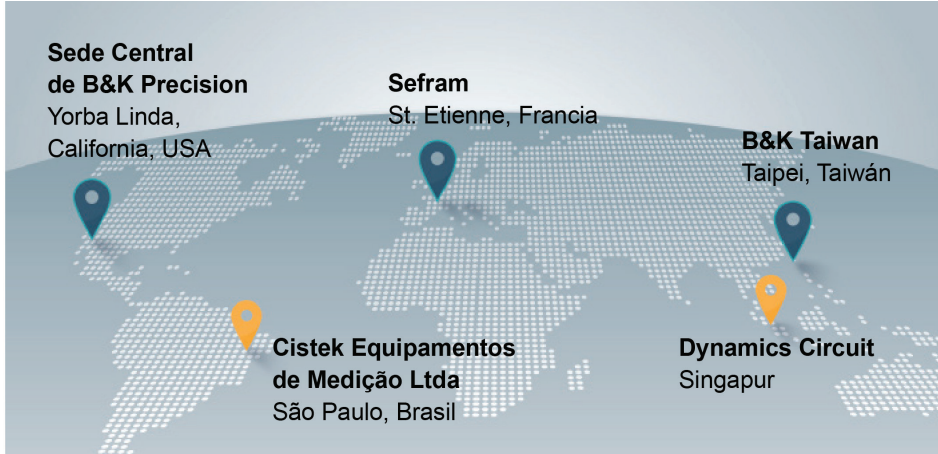 Sede Central
de B&K Precision
Yorba Linda,
California, USA
Sefram
St. Etienne, Francia
B&K Taiwan
Taipei, Taiwán
Cistek Equipamentos
de Medição Ltda
São Paulo, Brasil
Dynamics Circuit
Singapur